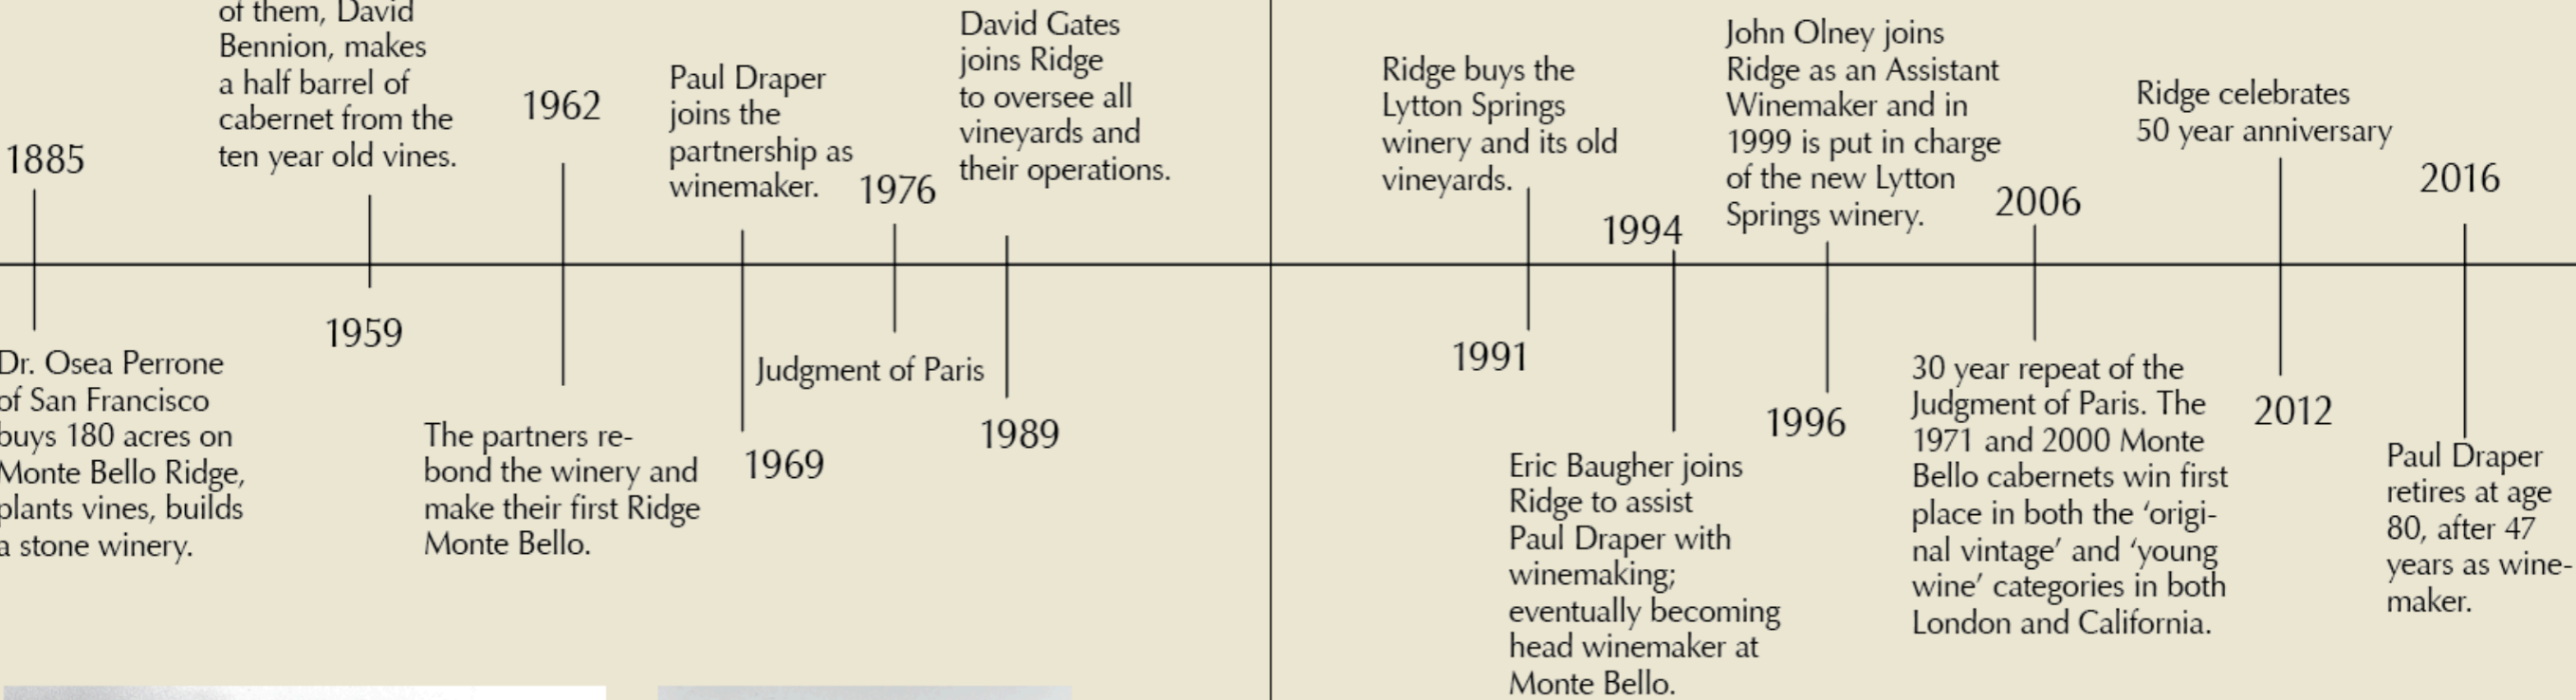 1885
Dr. Osea Perrone
of San Francisco
buys 180 acres on
Monte Bello Ridge,
plants vines, builds
a stone winery.
of them, David
Bennion, makes
a half barrel of
cabernet from the
ten year old vines.
1959
1962
The partners re-
bond the winery and
make their first Ridge
Monte Bello.
Paul Draper
joins the
partnership as
winemaker.
1969
1976
Judgment of Paris
David Gates
joins Ridge
to oversee all
vineyards and
their operations.
1989
Ridge buys the
Lytton Springs
winery and its old
vineyards.
1991
1994
Eric Baugher joins
Ridge to assist
Paul Draper with
winemaking;
eventually becoming
head winemaker at
Monte Bello.
John Olney joins
Ridge as an Assistant
Winemaker and in
1999 is put in charge
of the new Lytton
Springs winery.
1996
2006
30 year repeat of the
Judgment of Paris. The
1971 and 2000 Monte
Bello cabernets win first
place in both the ‘origi-
nal vintage’ and ‘young
wine’ categories in both
London and California.
Ridge celebrates
50 year anniversary
2012
2016
Paul Draper
retires at age
80, after 47
years as wine-
maker.